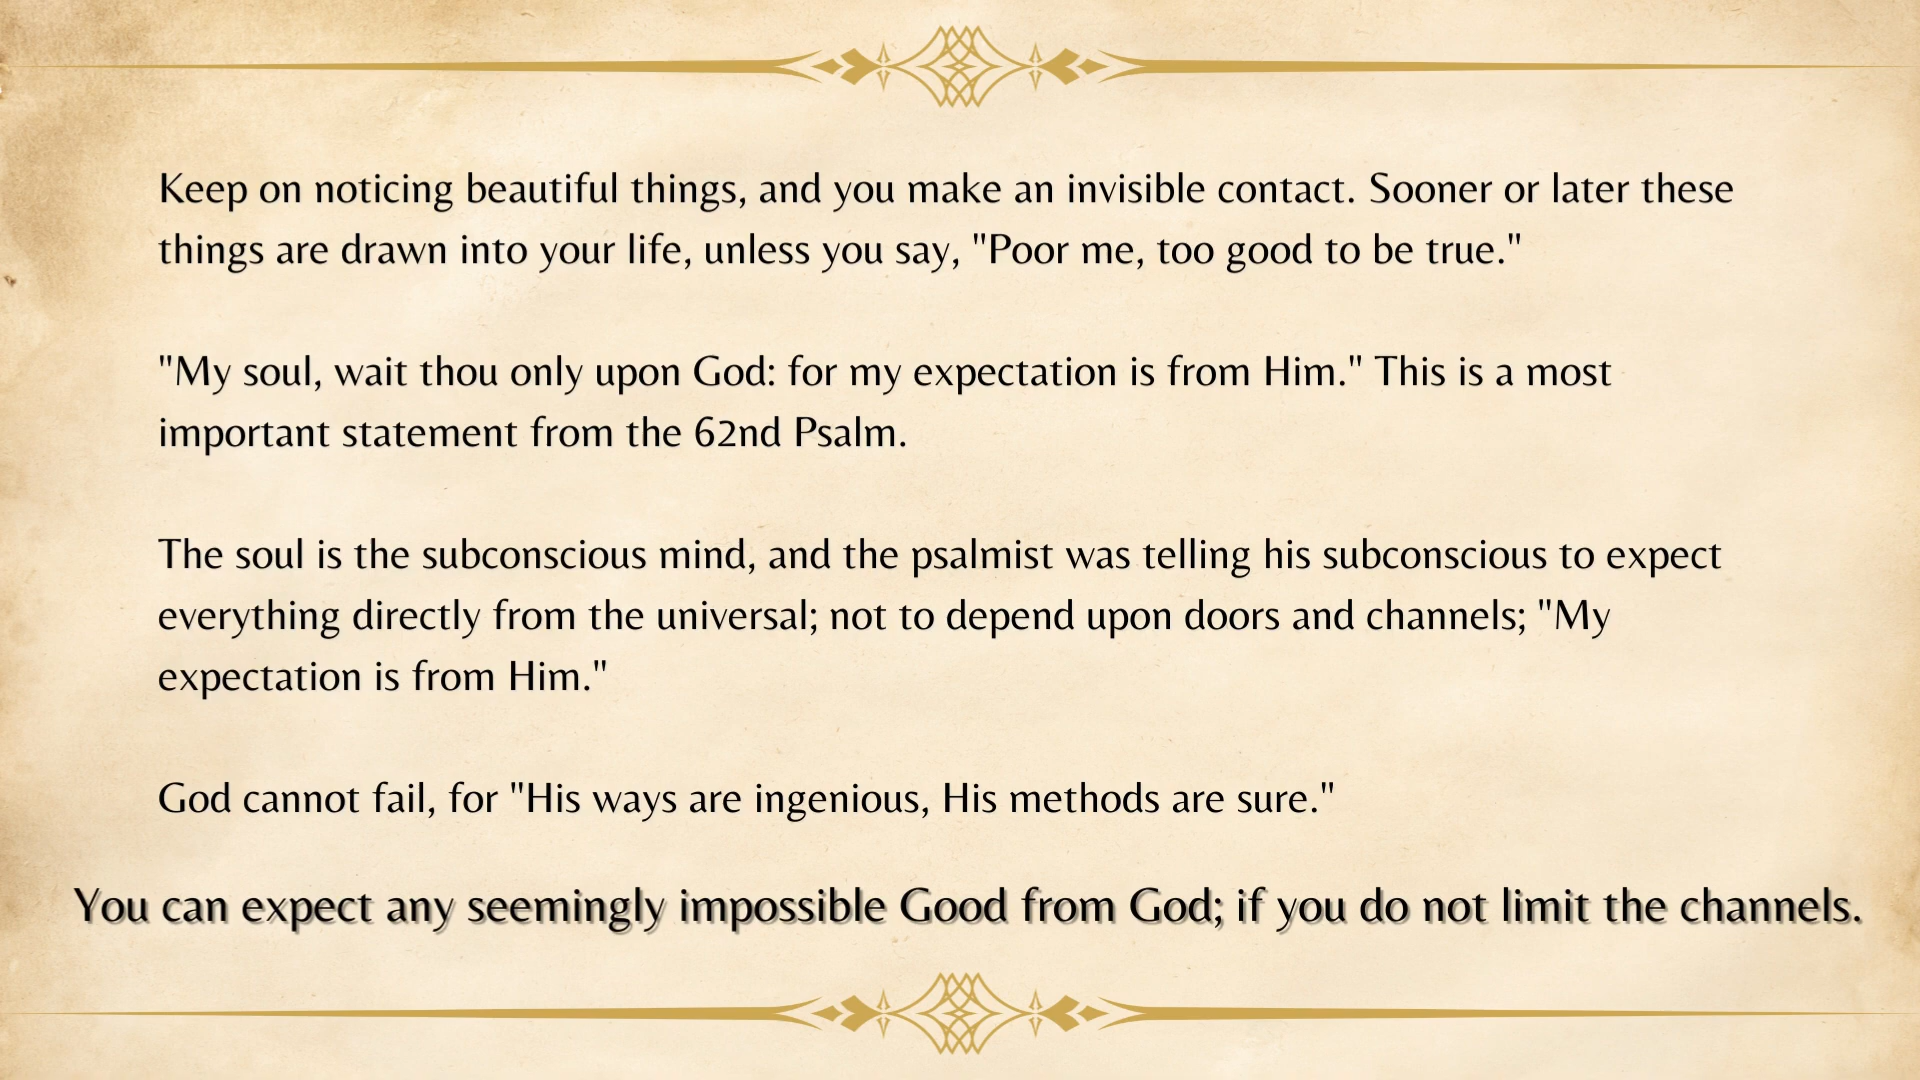 Keep on noticing beautiful things, and you make an invisible contact. Sooner or later these
things are drawn into your life, unless you say, "Poor me, too good to be true."
"My soul, wait thou only upon God: for my expectation is from Him." This is a most
important statement from the 62nd Psalm.
The soul is the subconscious mind, and the psalmist was telling his subconscious to expect
everything directly from the universal; not to depend upon doors and channels; "My
expectation is from Him."
God cannot fail, for "His ways are ingenious, His methods are sure."
You can expect any seemingly impossible Good from God; if you do not limit the channels.